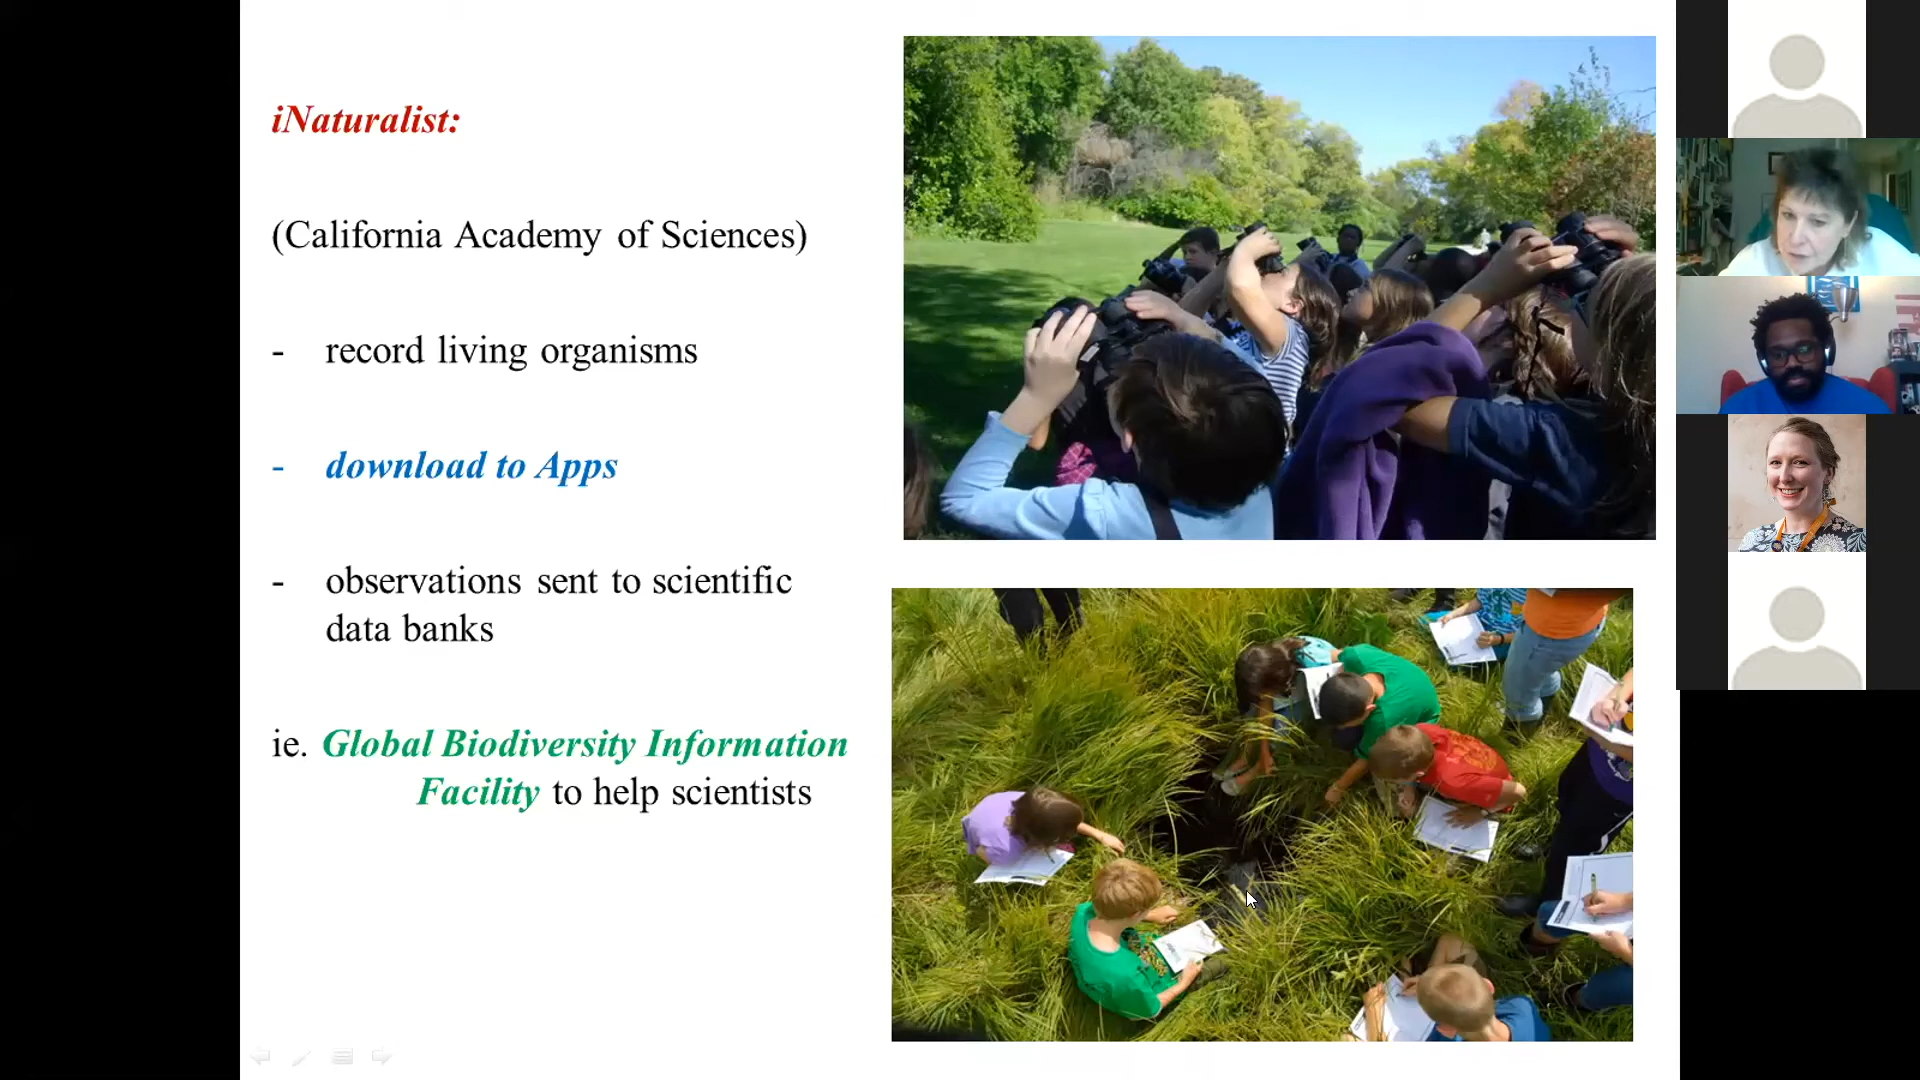 iNaturalist:
(California Academy of Sciences)
- record living organisms
- download to Apps
- observations sent to scientific
data banks
ie. Global Biodiversity Information
Facility to help scientists